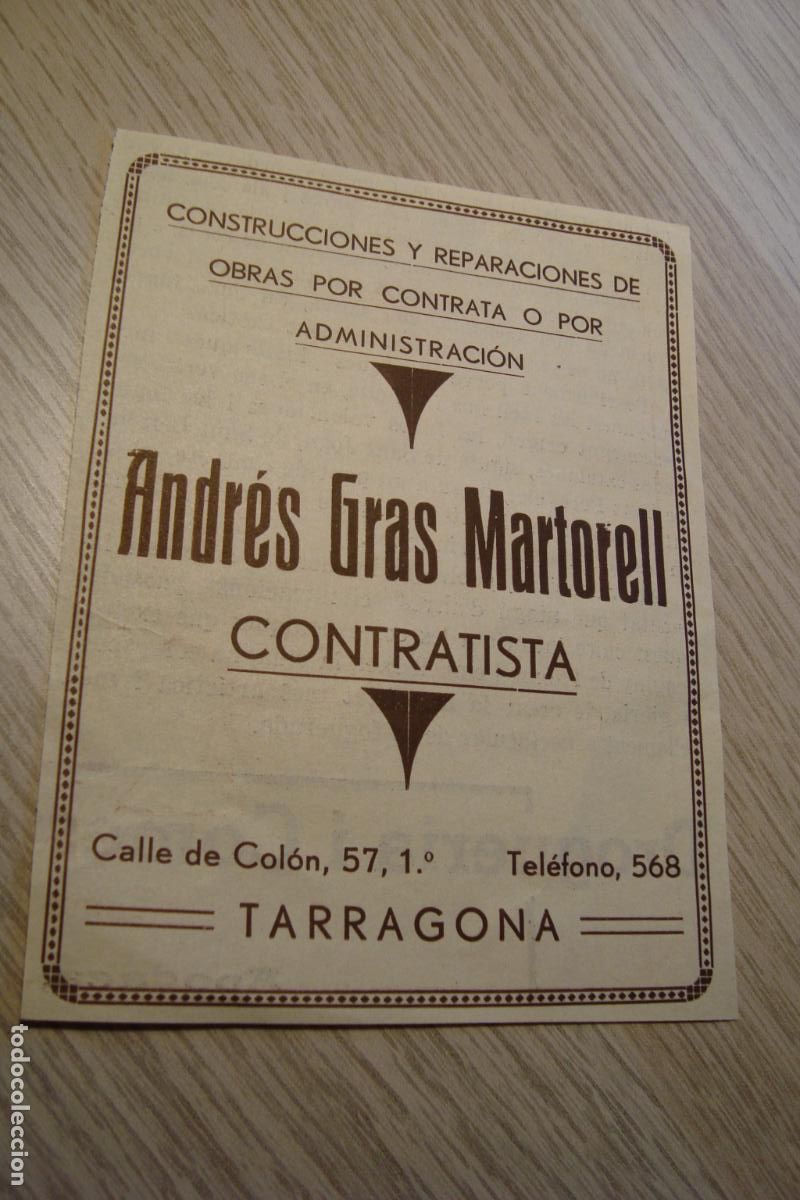 CONSTRUCCIONES Y REPARACIONES DE
OBRAS POR CONTRATA O POR
ADMINISTRACIÓN
Andrés Gras Martorell
CONTRATISTA
Calle de Colón, 57, 1.º Teléfono, 568
TARRAGONA
todocoleccion